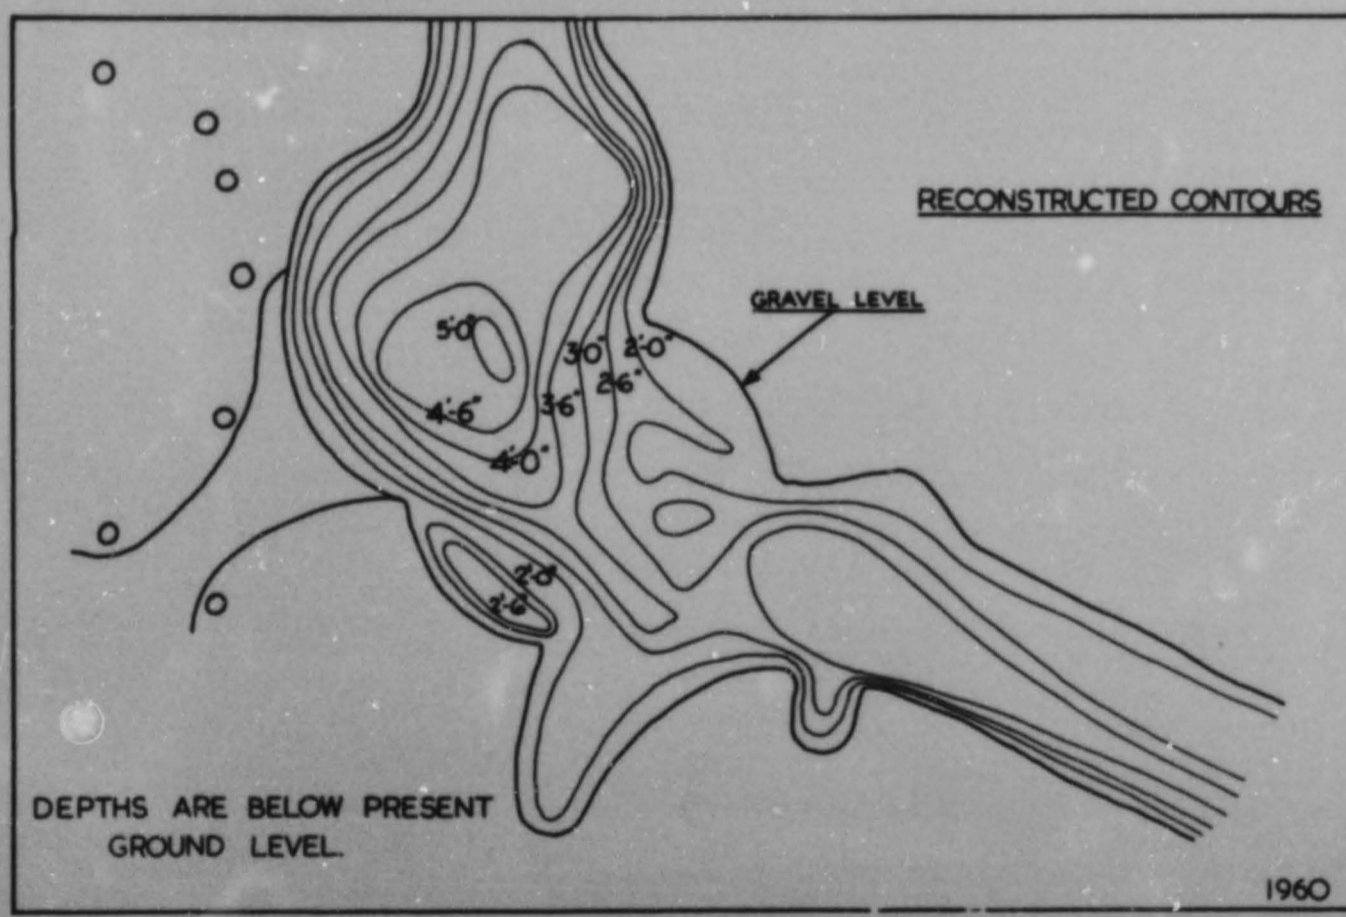 RECONSTRUCTED CONTOURS
GRAVEL LEVEL
5'-0"
3'-0"
2'-0"
2'-6"
3'-6"
4'-6"
4'-0"
2'-0"
2'-6"
DEPTHS ARE BELOW PRESENT
GROUND LEVEL.
1960